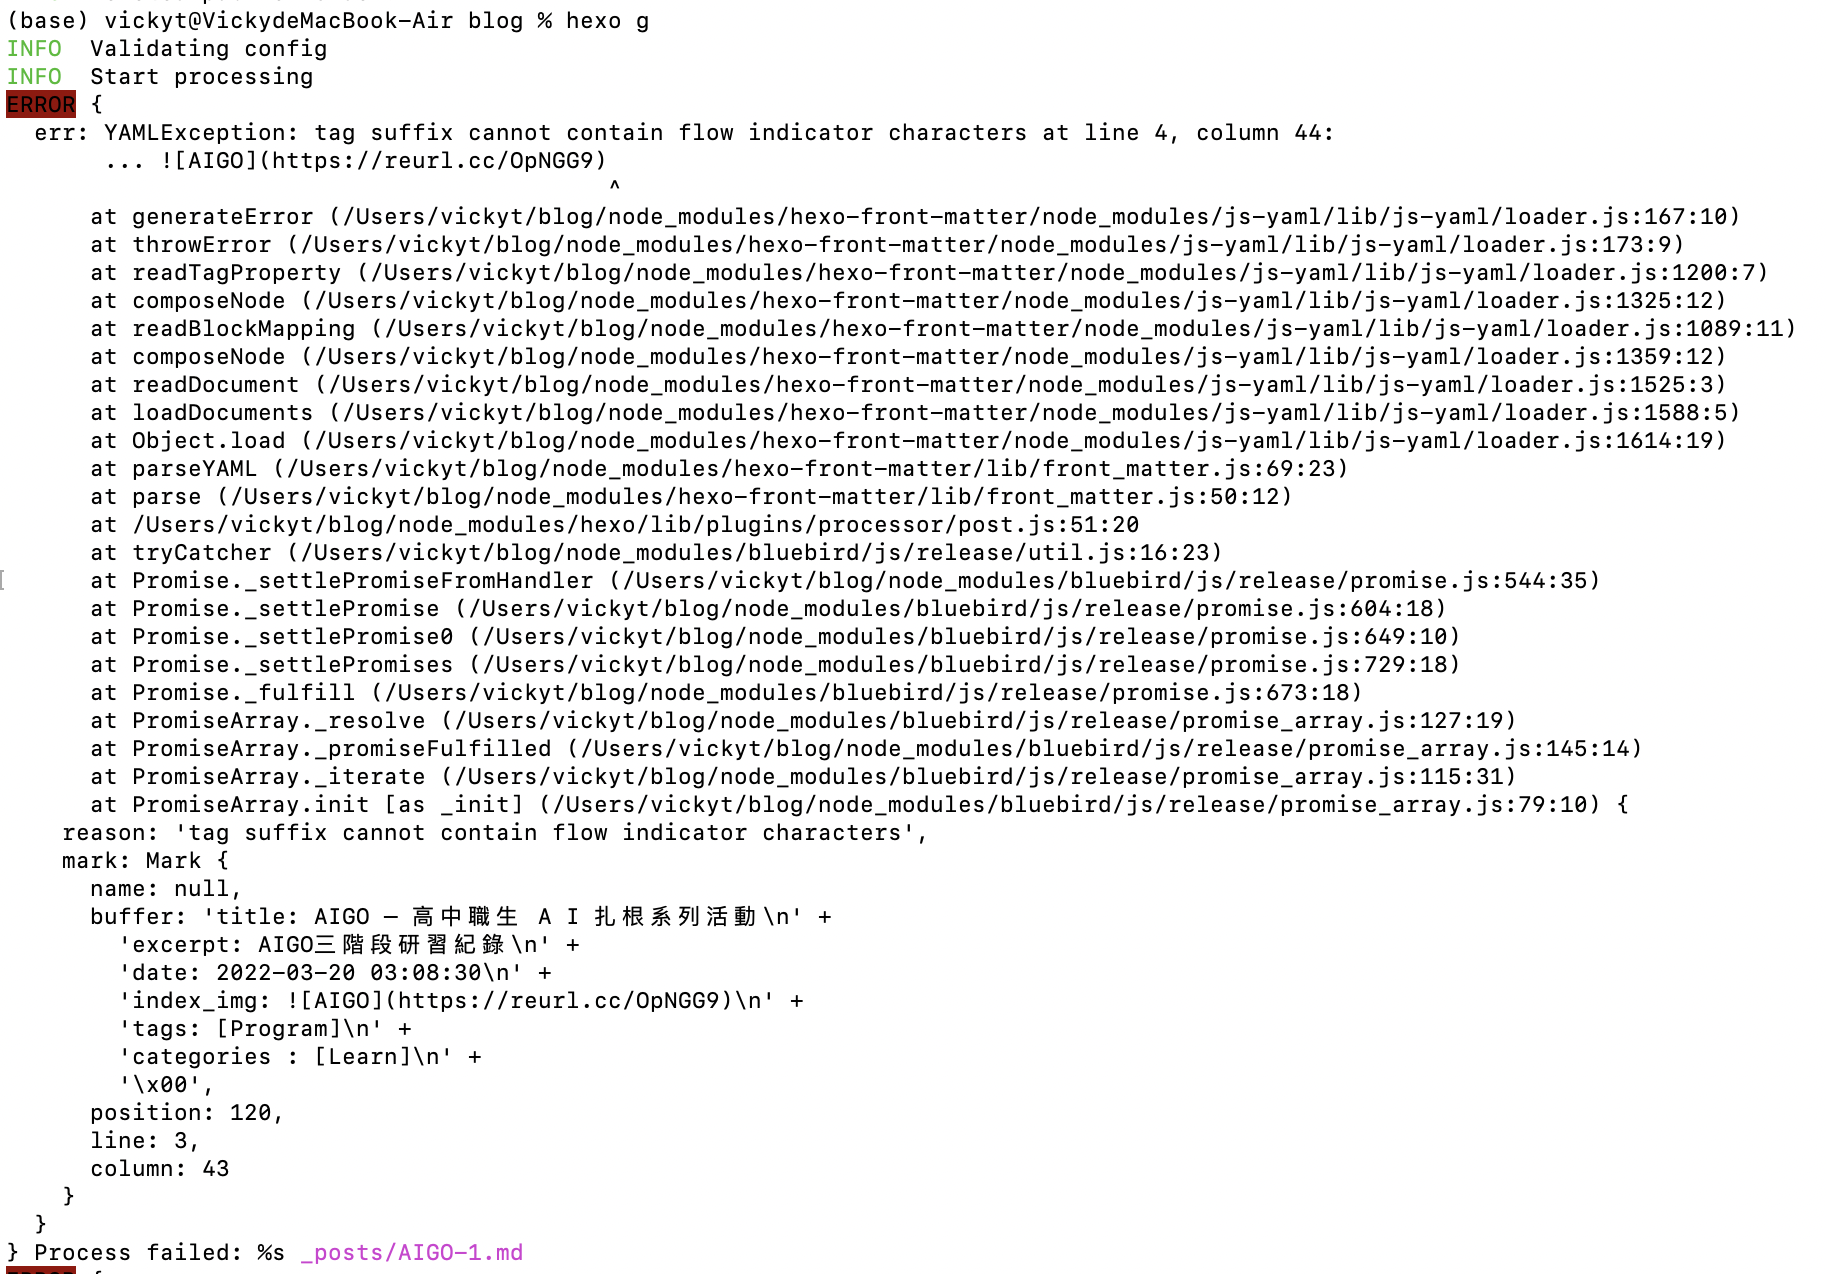 (base) vickyt@VickydeMacBook-Air blog % hexo g
INFO  Validating config
INFO  Start processing
ERROR {
  err: YAMLException: tag suffix cannot contain flow indicator characters at line 4, column 44:
       ... ![AIGO](https://reurl.cc/OpNGG9)
                                           ^
      at generateError (/Users/vickyt/blog/node_modules/hexo-front-matter/node_modules/js-yaml/lib/js-yaml/loader.js:167:10)
      at throwError (/Users/vickyt/blog/node_modules/hexo-front-matter/node_modules/js-yaml/lib/js-yaml/loader.js:173:9)
      at readTagProperty (/Users/vickyt/blog/node_modules/hexo-front-matter/node_modules/js-yaml/lib/js-yaml/loader.js:1200:7)
      at composeNode (/Users/vickyt/blog/node_modules/hexo-front-matter/node_modules/js-yaml/lib/js-yaml/loader.js:1325:12)
      at readBlockMapping (/Users/vickyt/blog/node_modules/hexo-front-matter/node_modules/js-yaml/lib/js-yaml/loader.js:1089:11)
      at composeNode (/Users/vickyt/blog/node_modules/hexo-front-matter/node_modules/js-yaml/lib/js-yaml/loader.js:1359:12)
      at readDocument (/Users/vickyt/blog/node_modules/hexo-front-matter/node_modules/js-yaml/lib/js-yaml/loader.js:1525:3)
      at loadDocuments (/Users/vickyt/blog/node_modules/hexo-front-matter/node_modules/js-yaml/lib/js-yaml/loader.js:1588:5)
      at Object.load (/Users/vickyt/blog/node_modules/hexo-front-matter/node_modules/js-yaml/lib/js-yaml/loader.js:1614:19)
      at parseYAML (/Users/vickyt/blog/node_modules/hexo-front-matter/lib/front_matter.js:69:23)
      at parse (/Users/vickyt/blog/node_modules/hexo-front-matter/lib/front_matter.js:50:12)
      at /Users/vickyt/blog/node_modules/hexo/lib/plugins/processor/post.js:51:20
      at tryCatcher (/Users/vickyt/blog/node_modules/bluebird/js/release/util.js:16:23)
      at Promise._settlePromiseFromHandler (/Users/vickyt/blog/node_modules/bluebird/js/release/promise.js:544:35)
      at Promise._settlePromise (/Users/vickyt/blog/node_modules/bluebird/js/release/promise.js:604:18)
      at Promise._settlePromise0 (/Users/vickyt/blog/node_modules/bluebird/js/release/promise.js:649:10)
      at Promise._settlePromises (/Users/vickyt/blog/node_modules/bluebird/js/release/promise.js:729:18)
      at Promise._fulfill (/Users/vickyt/blog/node_modules/bluebird/js/release/promise.js:673:18)
      at PromiseArray._resolve (/Users/vickyt/blog/node_modules/bluebird/js/release/promise_array.js:127:19)
      at PromiseArray._promiseFulfilled (/Users/vickyt/blog/node_modules/bluebird/js/release/promise_array.js:145:14)
      at PromiseArray._iterate (/Users/vickyt/blog/node_modules/bluebird/js/release/promise_array.js:115:31)
      at PromiseArray.init [as _init] (/Users/vickyt/blog/node_modules/bluebird/js/release/promise_array.js:79:10) {
    reason: 'tag suffix cannot contain flow indicator characters',
    mark: Mark {
      name: null,
      buffer: 'title: AIGO — 高中職生 A I 扎根系列活動\n' +
        'excerpt: AIGO三階段研習紀錄\n' +
        'date: 2022-03-20 03:08:30\n' +
        'index_img: ![AIGO](https://reurl.cc/OpNGG9)\n' +
        'tags: [Program]\n' +
        'categories : [Learn]\n' +
        '\x00',
      position: 120,
      line: 3,
      column: 43
    }
  }
} Process failed: %s _posts/AIGO-1.md
ERROR {